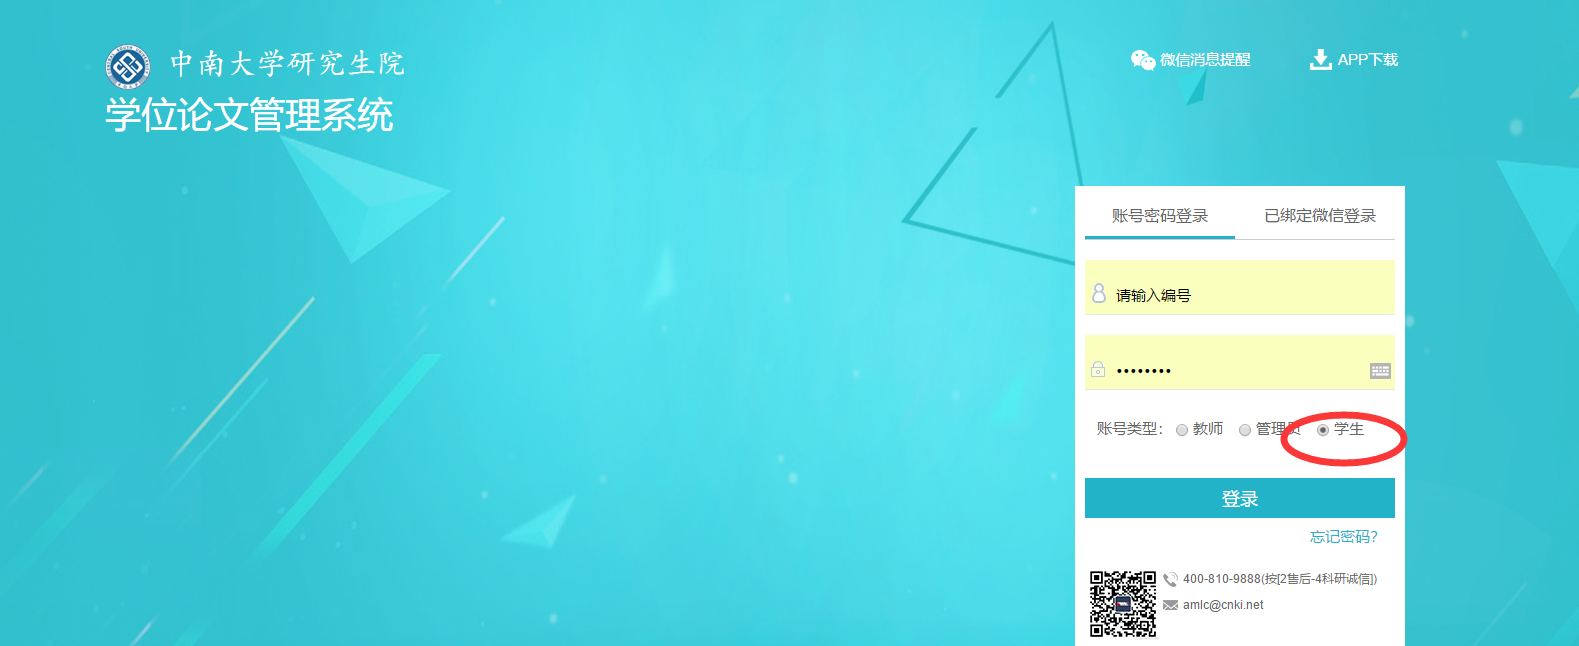 中南大学研究生院
学位论文管理系统
微信消息提醒
APP下载
账号密码登录
已绑定微信登录
请输入编号
••••••••
账号类型： 教师 管理员 学生
登录
忘记密码?
400-810-9888(按[2售后-4科研诚信])
amlc@cnki.net